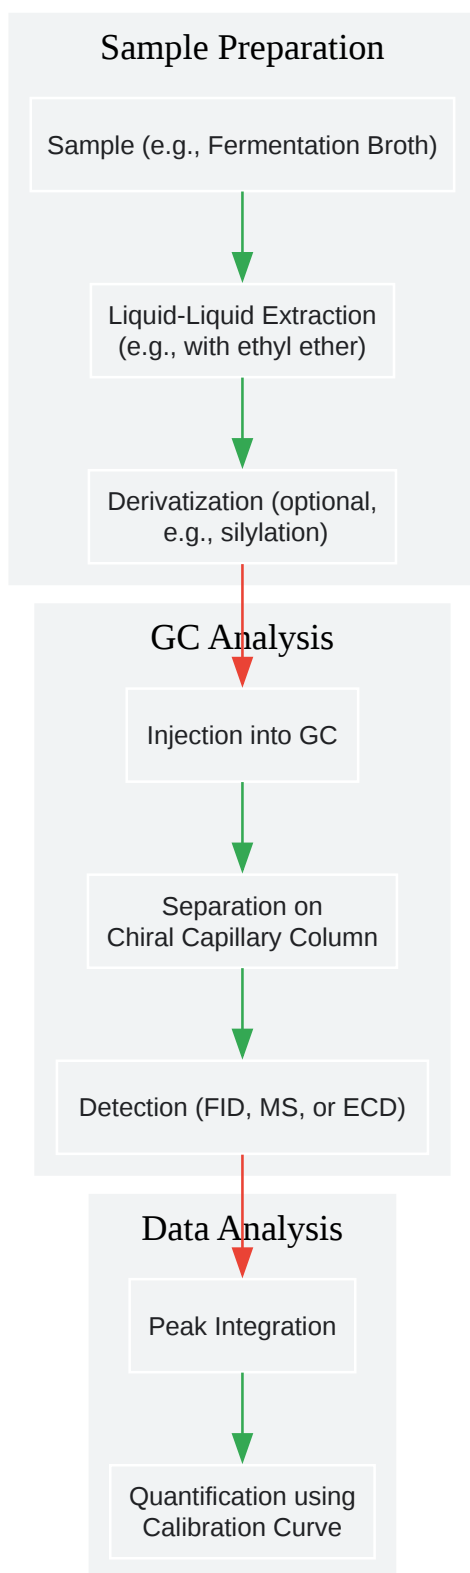 Sample Preparation
Sample (e.g., Fermentation Broth)
Liquid-Liquid Extraction
(e.g., with ethyl ether)
Derivatization (optional,
e.g., silylation)
GC Analysis
Injection into GC
Separation on
Chiral Capillary Column
Detection (FID, MS, or ECD)
Data Analysis
Peak Integration
Quantification using
Calibration Curve